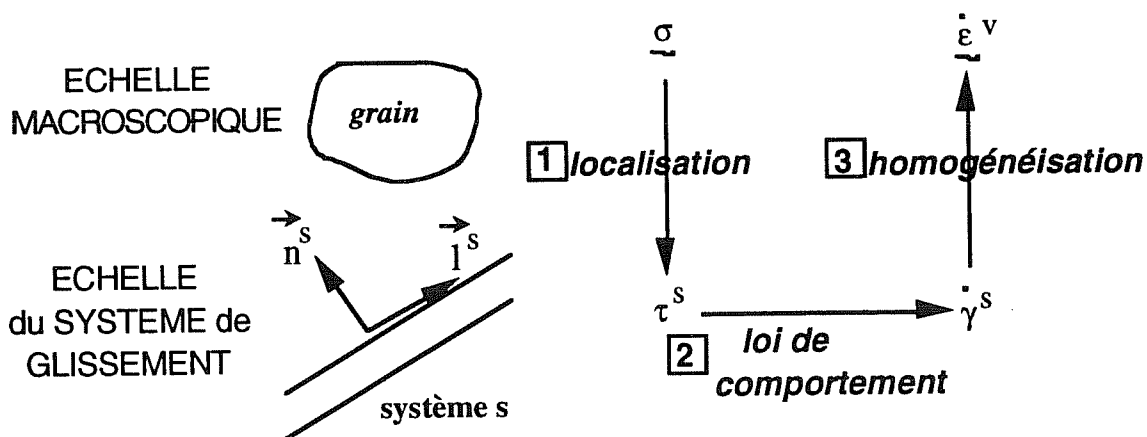 ECHELLE
MACROSCOPIQUE
grain
σ
ε̇ v
1 localisation
3 homogénéisation
n s
l s
ECHELLE
du SYSTEME de
GLISSEMENT
système s
τ s
γ̇ s
2 loi de
comportement